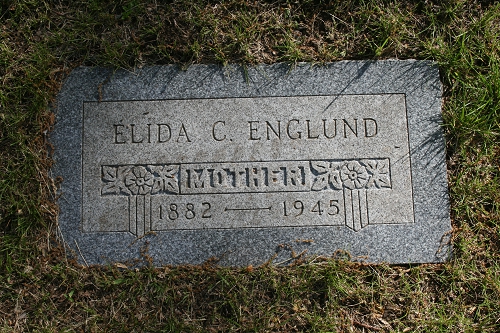 ELIDA C. ENGLUND
MOTHER
1882 — 1945